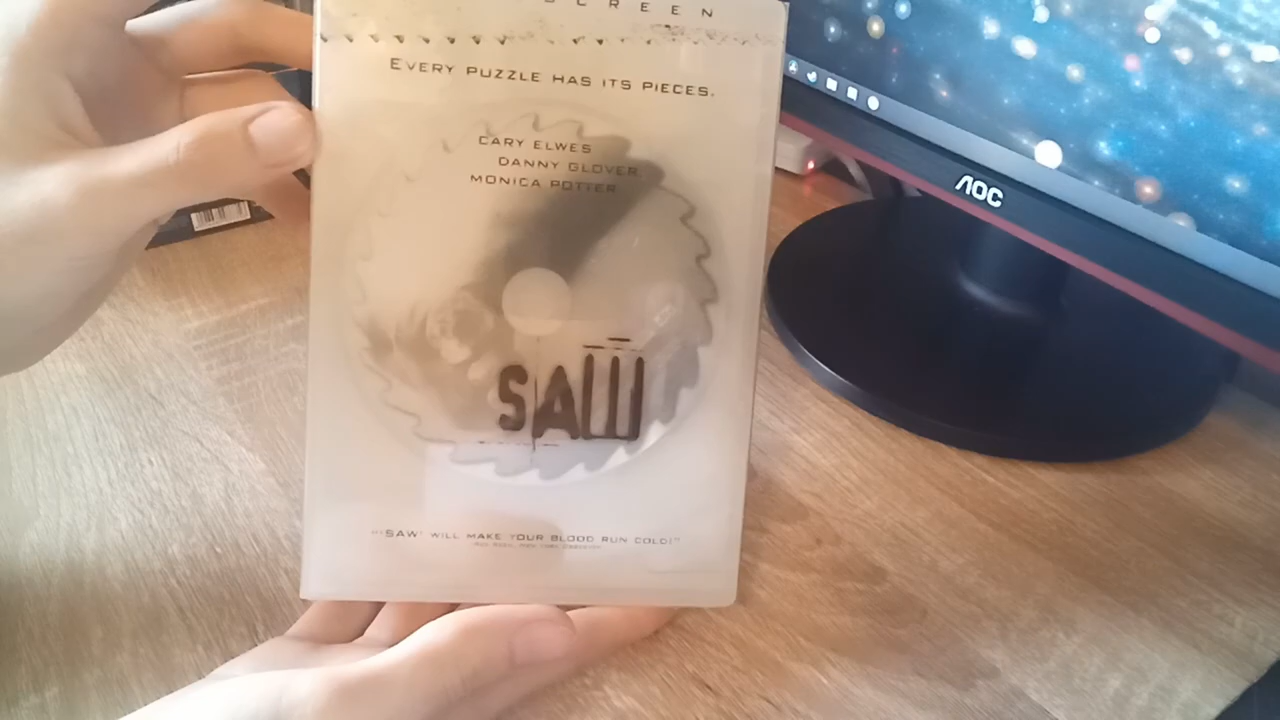 SCREEN
EVERY PUZZLE HAS ITS PIECES.
CARY ELWES
DANNY GLOVER
MONICA POTTER
SAW
"'SAW' WILL MAKE YOUR BLOOD RUN COLD!"
AOC